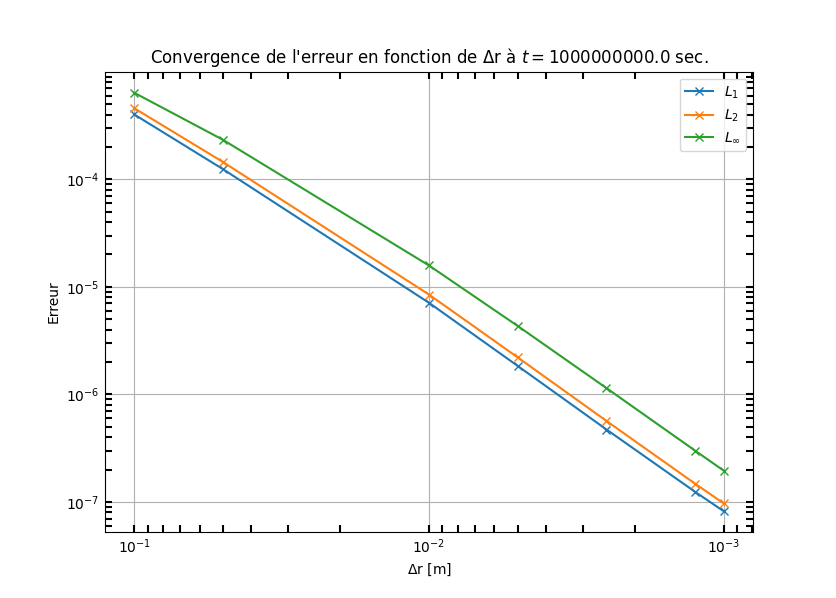 Convergence de l'erreur en fonction de Δr à t = 1000000000.0 sec.
L₁
L₂
L∞
10⁻⁴
10⁻⁵
10⁻⁶
10⁻⁷
Erreur
10⁻¹
10⁻²
10⁻³
Δr [m]